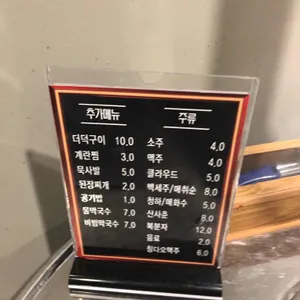 추가메뉴
더덕구이 10,0
계란찜 3,0
묵사발 5,0
된장찌개 2,0
공기밥 1,0
물막국수 7,0
비빔막국수 7,0
주류
소주 4,0
맥주 4,0
클라우드 5,0
백세주/매취순 8,0
청하/매화수 5,0
산사춘 8,0
복분자 12,0
음료 2,0
칭다오맥주 6,0